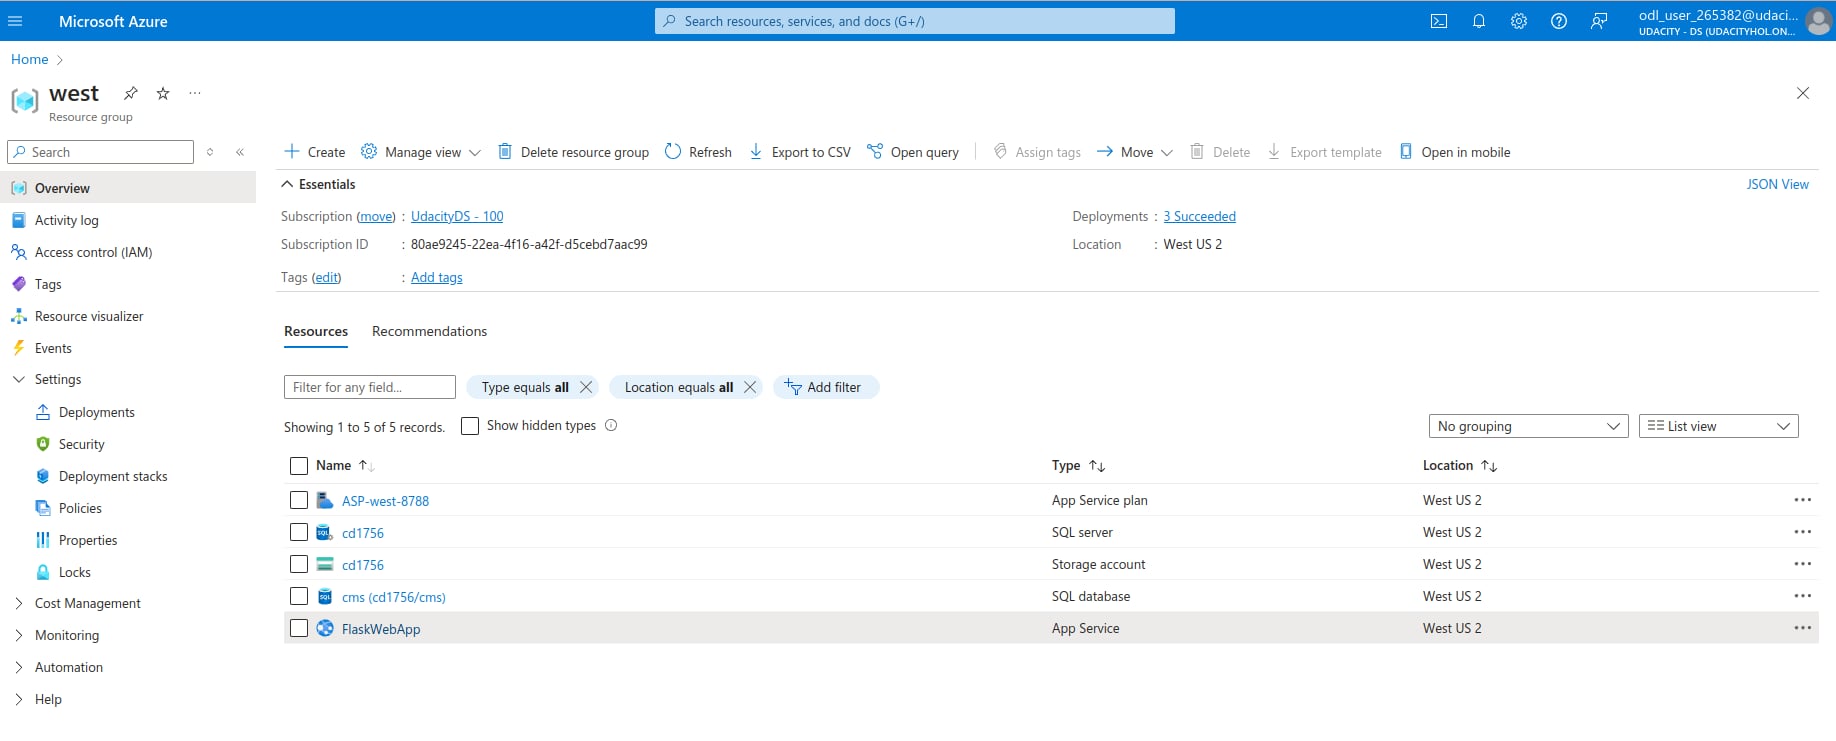 Microsoft Azure
Search resources, services, and docs (G+/)
odl_user_265382@udaci...
UDACITY - DS (UDACITYHOL.ON...
Home
west
Resource group
Search
Create
Manage view
Delete resource group
Refresh
Export to CSV
Open query
Assign tags
Move
Delete
Export template
Open in mobile
Overview
Activity log
Access control (IAM)
Tags
Resource visualizer
Events
Settings
Deployments
Security
Deployment stacks
Policies
Properties
Locks
Cost Management
Monitoring
Automation
Help
Essentials
JSON View
Subscription (move) : UdacityDS - 100
Deployments : 3 Succeeded
Subscription ID : 80ae9245-22ea-4f16-a42f-d5cebd7aac99
Location : West US 2
Tags (edit) : Add tags
Resources Recommendations
Filter for any field...
Type equals all
Location equals all
Add filter
Showing 1 to 5 of 5 records.
Show hidden types
No grouping
List view
Name Type Location
ASP-west-8788 App Service plan West US 2
cd1756 SQL server West US 2
cd1756 Storage account West US 2
cms (cd1756/cms) SQL database West US 2
FlaskWebApp App Service West US 2